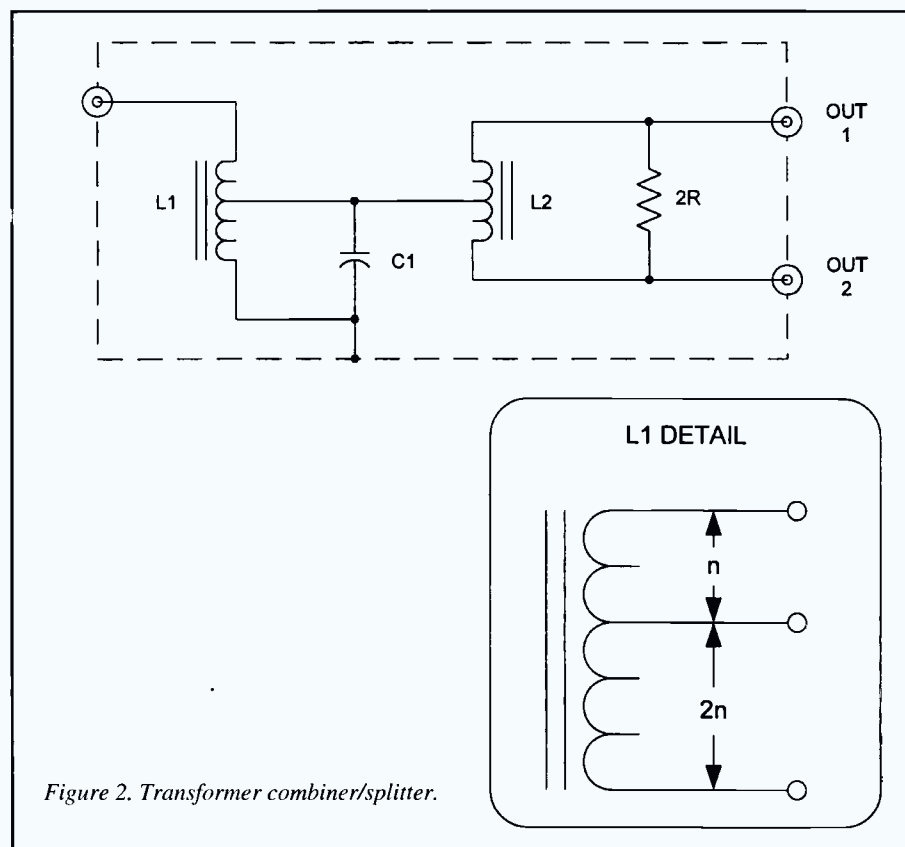 OUT
1
L1
L2
2R
C1
OUT
2
L1 DETAIL
n
2n
Figure 2. Transformer combiner/splitter.